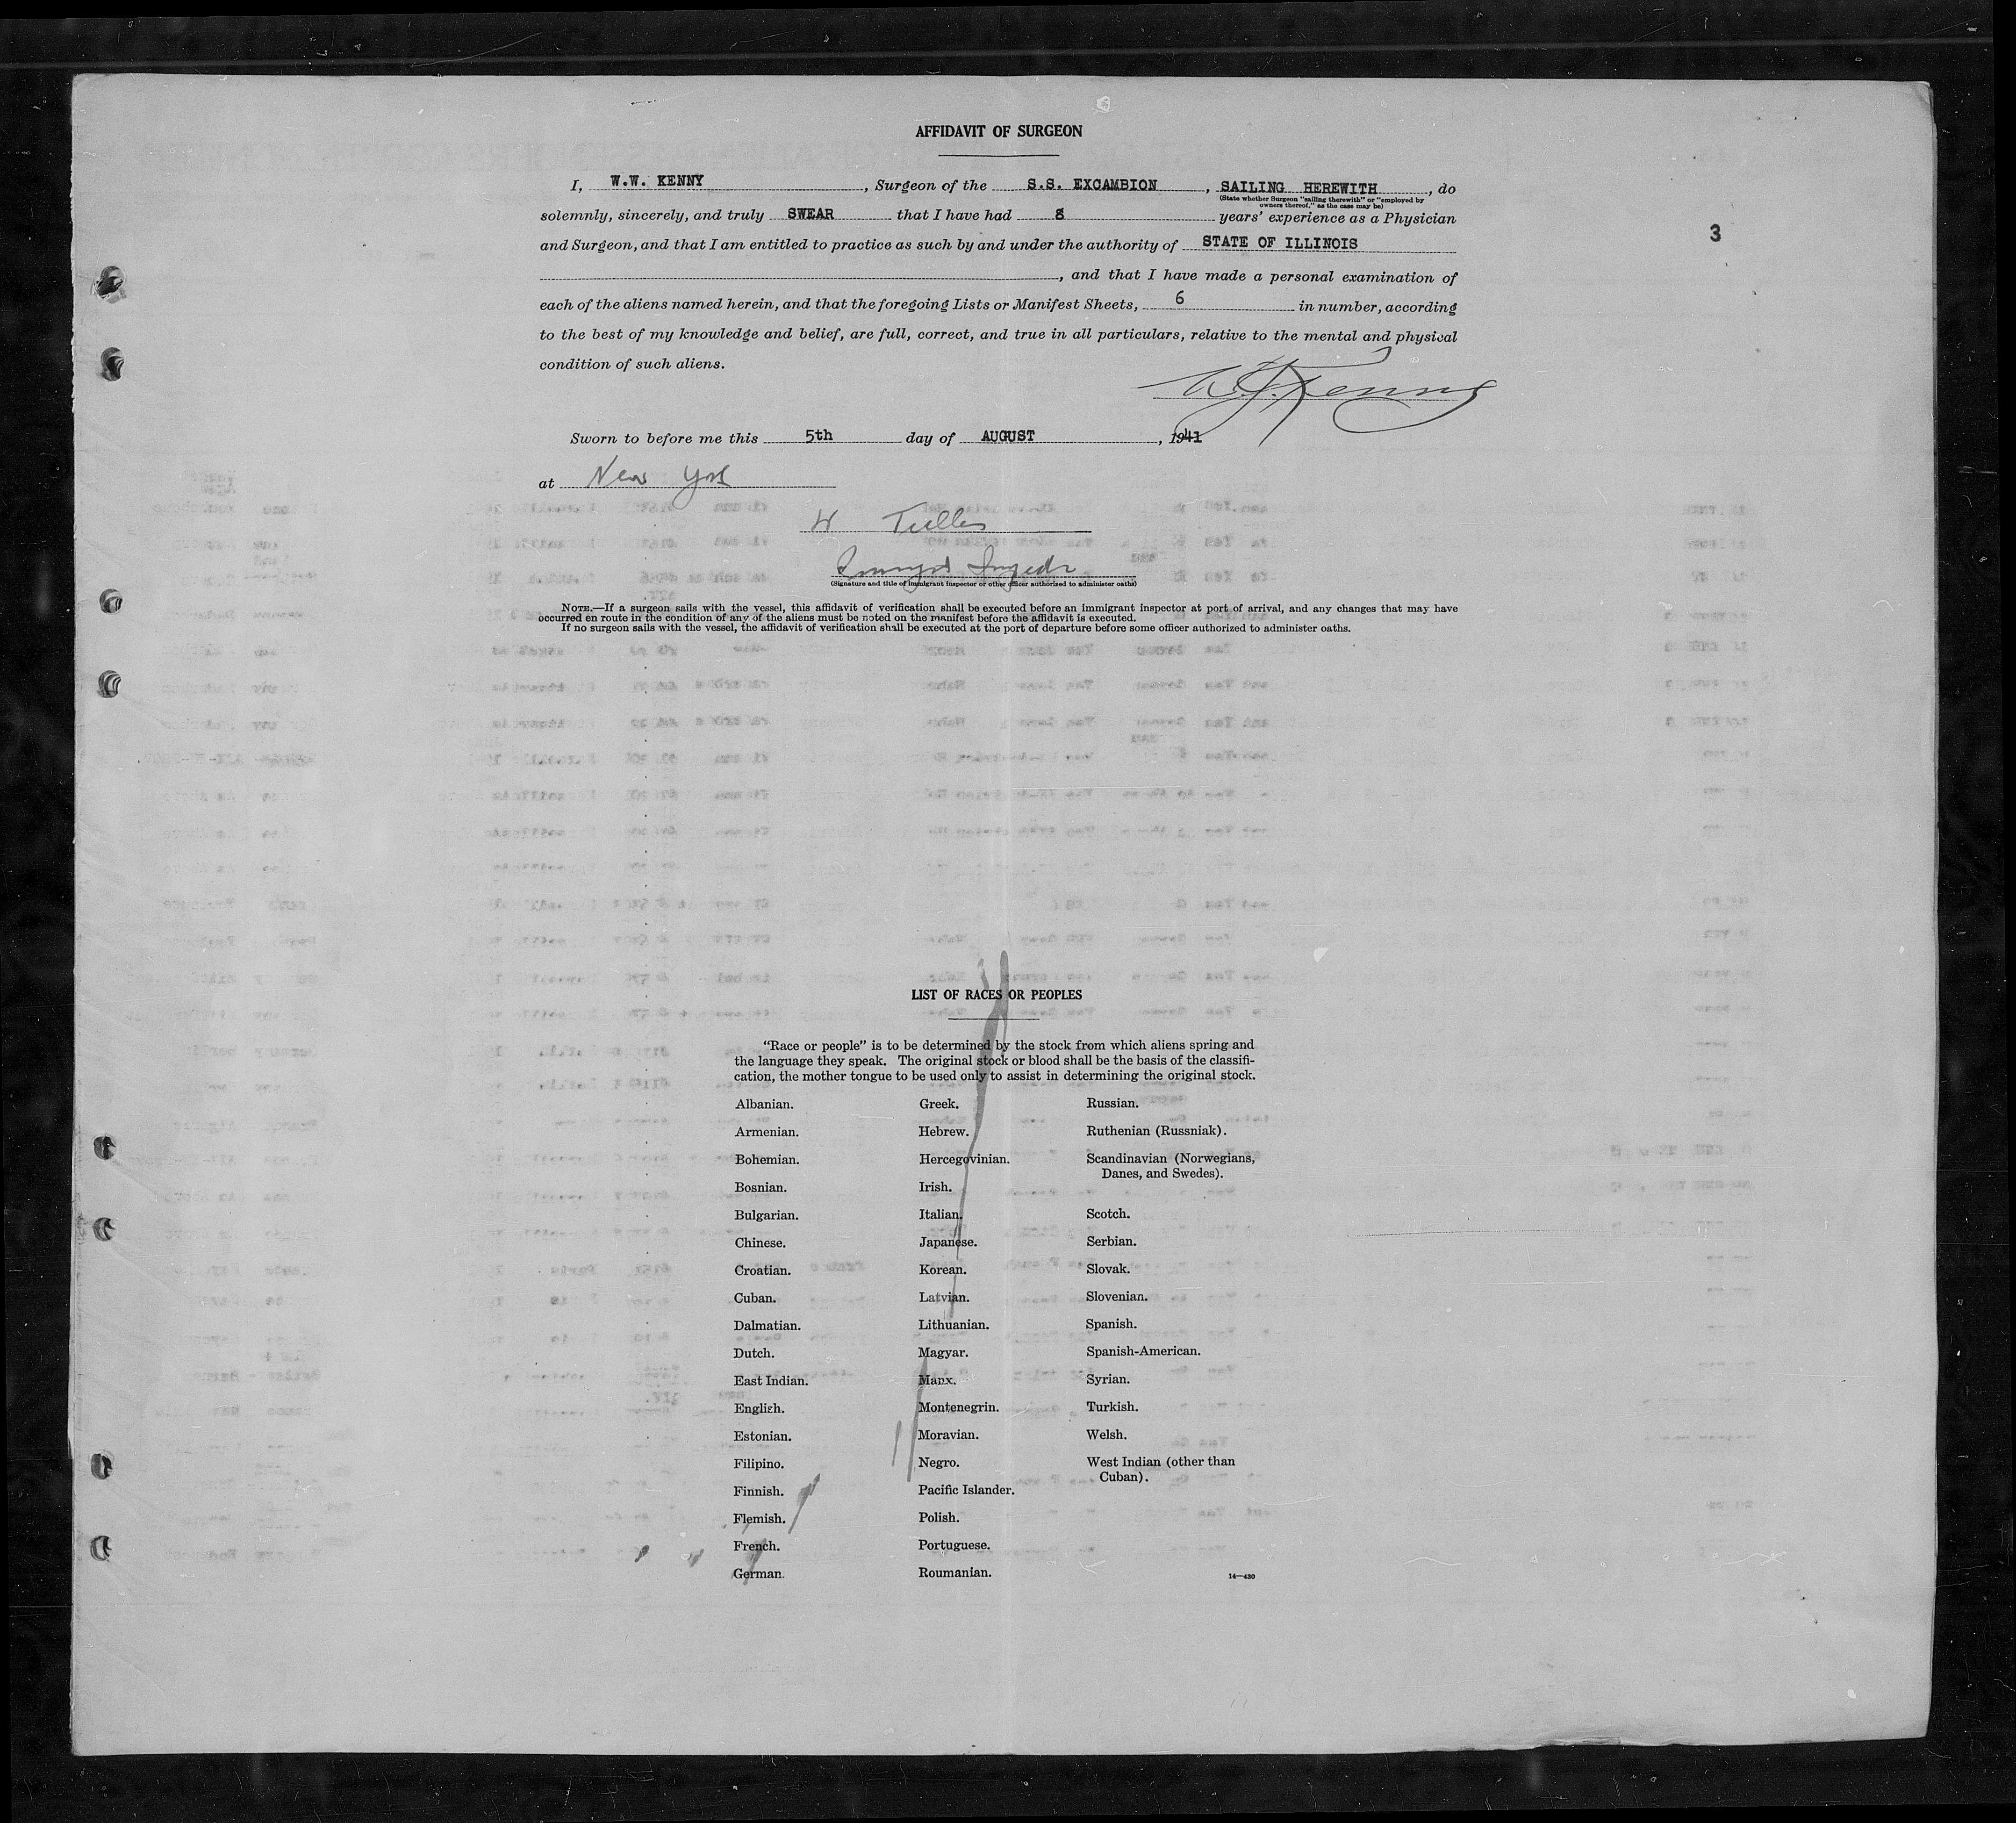 AFFIDAVIT OF SURGEON
I, W.W. KENNY, Surgeon of the S.S. EXCAMBION, SAILING HEREWITH, do
(State whether Surgeon "sailing therewith" or "employed by
owners thereof," as the case may be)
solemnly, sincerely, and truly SWEAR that I have had 8 years' experience as a Physician
and Surgeon, and that I am entitled to practice as such by and under the authority of STATE OF ILLINOIS
3
, and that I have made a personal examination of
each of the aliens named herein, and that the foregoing Lists or Manifest Sheets, 6 in number, according
to the best of my knowledge and belief, are full, correct, and true in all particulars, relative to the mental and physical
condition of such aliens.
Kenny
Sworn to before me this 5th day of AUGUST, 1941
at New York
W
(Signature and title of immigrant inspector or other officer authorized to administer oaths)
NOTE.—If a surgeon sails with the vessel, this affidavit of verification shall be executed before an immigrant inspector at port of arrival, and any changes that may have
occurred en route in the condition of any of the aliens must be noted on the manifest before the affidavit is executed.
If no surgeon sails with the vessel, the affidavit of verification shall be executed at the port of departure before some officer authorized to administer oaths.
LIST OF RACES OR PEOPLES
"Race or people" is to be determined by the stock from which aliens spring and
the language they speak. The original stock or blood shall be the basis of the classifi-
cation, the mother tongue to be used only to assist in determining the original stock.
Albanian.
Armenian.
Bohemian.
Bosnian.
Bulgarian.
Chinese.
Croatian.
Cuban.
Dalmatian.
Dutch.
East Indian.
English.
Estonian.
Filipino.
Finnish.
Flemish.
French.
German.
Greek.
Hebrew.
Hercegovinian.
Irish.
Italian.
Japanese.
Korean.
Latvian.
Lithuanian.
Magyar.
Manx.
Montenegrin.
Moravian.
Negro.
Pacific Islander.
Polish.
Portuguese.
Roumanian.
Russian.
Ruthenian (Russniak).
Scandinavian (Norwegians,
Danes, and Swedes).
Scotch.
Serbian.
Slovak.
Slovenian.
Spanish.
Spanish-American.
Syrian.
Turkish.
Welsh.
West Indian (other than
Cuban).
14—430